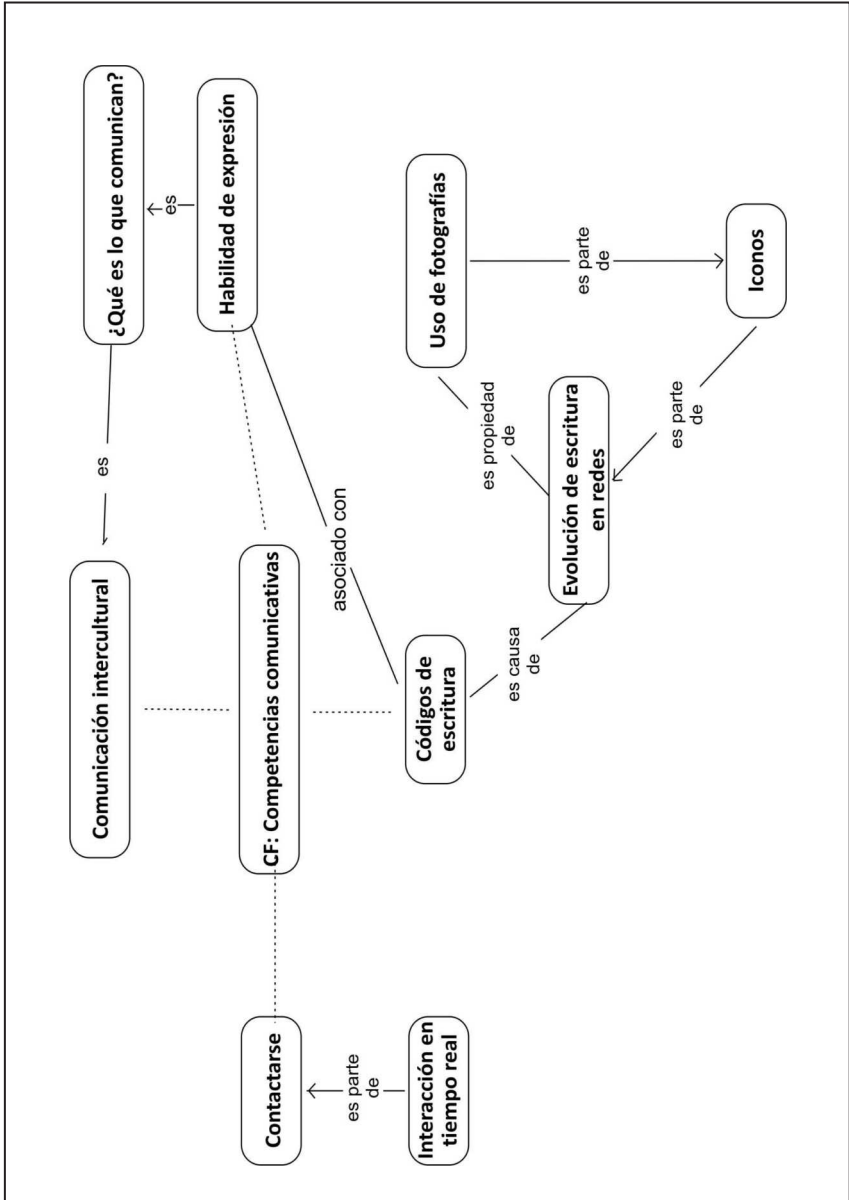 Comunicación intercultural
es
¿Qué es lo que comunican?
es
Habilidad de expresión
Contactarse
CF: Competencias comunicativas
asociado con
es parte
de
Interacción en
tiempo real
Códigos de
escritura
es causa
de
Evolución de escritura
en redes
es propiedad
de
Uso de fotografías
es parte
de
es parte
de
Iconos